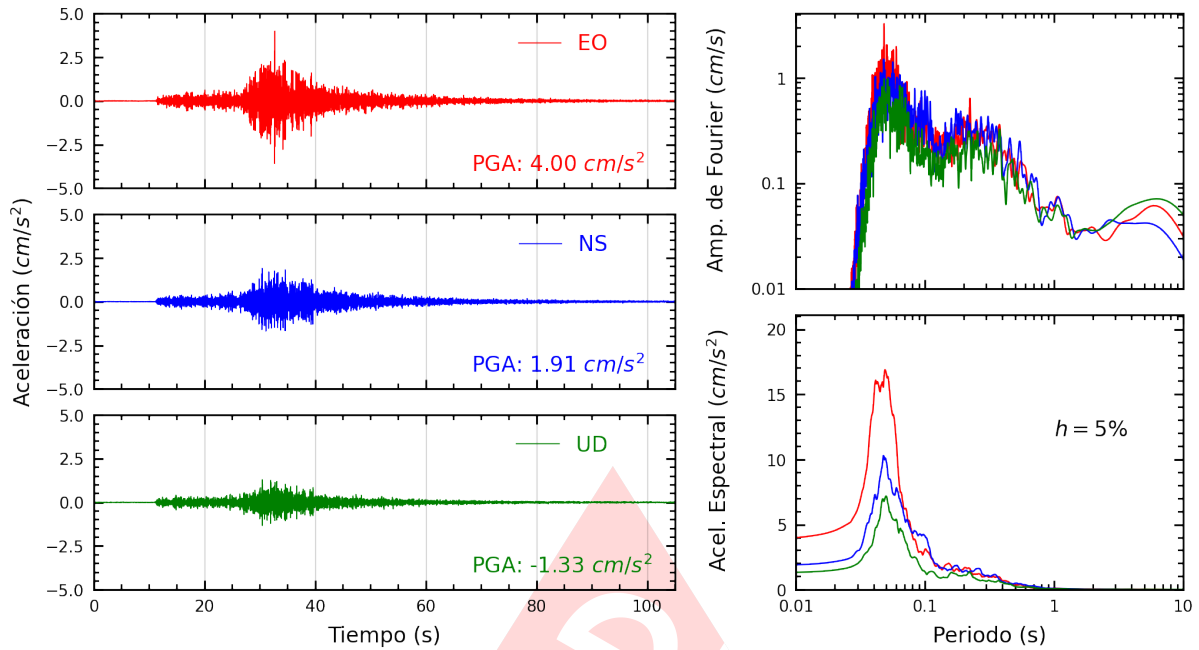 Aceleración (cm/s²)
5.0
2.5
0.0
−2.5
−5.0
EO
PGA: 4.00 cm/s²
5.0
2.5
0.0
−2.5
−5.0
NS
PGA: 1.91 cm/s²
5.0
2.5
0.0
−2.5
−5.0
UD
PGA: -1.33 cm/s²
0 20 40 60 80 100
Tiempo (s)
Amp. de Fourier (cm/s)
1
0.1
0.01
Acel. Espectral (cm/s²)
20
15
10
5
0
h = 5%
0.01 0.1 1 10
Periodo (s)